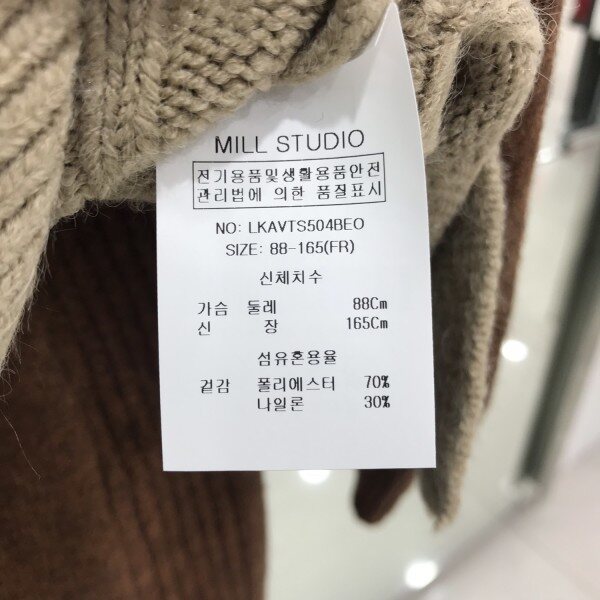 MILL STUDIO
전기용품및생활용품안전
관리법에 의한 품질표시
NO: LKAVTS504BEO
SIZE: 88-165(FR)
신체치수
가슴 둘레 88Cm
신 장 165Cm
섬유혼용율
겉감 폴리에스터 70%
나일론 30%